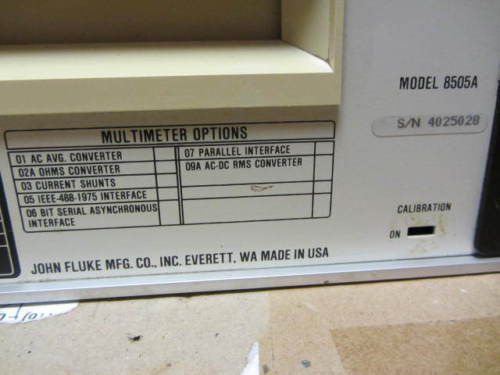 MODEL 8505A
S/N 4025028
MULTIMETER OPTIONS
01 AC AVG. CONVERTER
02A OHMS CONVERTER
03 CURRENT SHUNTS
05 IEEE-488-1975 INTERFACE
06 BIT SERIAL ASYNCHRONOUS
INTERFACE
07 PARALLEL INTERFACE
09A AC-DC RMS CONVERTER
CALIBRATION
ON
JOHN FLUKE MFG. CO., INC. EVERETT, WA MADE IN USA